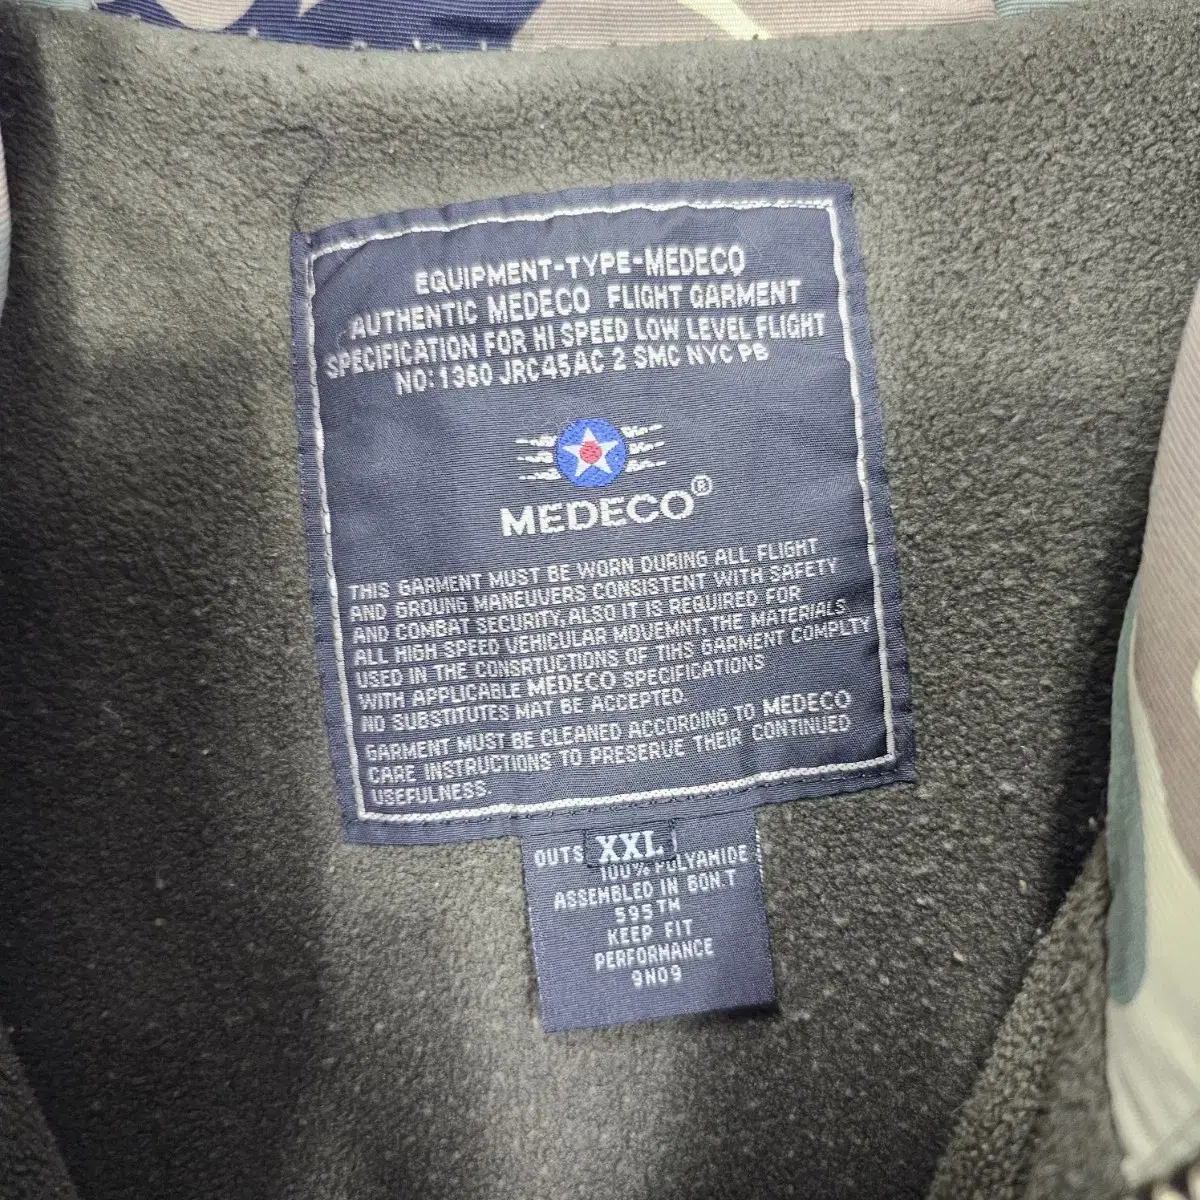 EQUIPMENT-TYPE-MEDECO
AUTHENTIC MEDECO FLIGHT GARMENT
SPECIFICATION FOR HI SPEED LOW LEVEL FLIGHT
NO:1360 JRC45AC 2 SMC NYC PB
MEDECO®
THIS GARMENT MUST BE WORN DURING ALL FLIGHT
AND GROUNG MANEUVERS CONSISTENT WITH SAFETY
AND COMBAT SECURITY,ALSO IT IS REQUIRED FOR
ALL HIGH SPEED VEHICULAR MOUEMNT,THE MATERIALS
USED IN THE CONSRTUCTIONS OF TIHS GARMENT COMPLTY
WITH APPLICABLE MEDECO SPECIFICATIONS
NO SUBSTITUTES MAT BE ACCEPTED.
GARMENT MUST BE CLEANED ACCORDING TO MEDECO
CARE INSTRUCTIONS TO PRESERVE THEIR CONTINUED
USEFULNESS.
OUTS XXL
100% POLYAMIDE
ASSEMBLED IN BON.T
595TM
KEEP FIT
PERFORMANCE
9N09